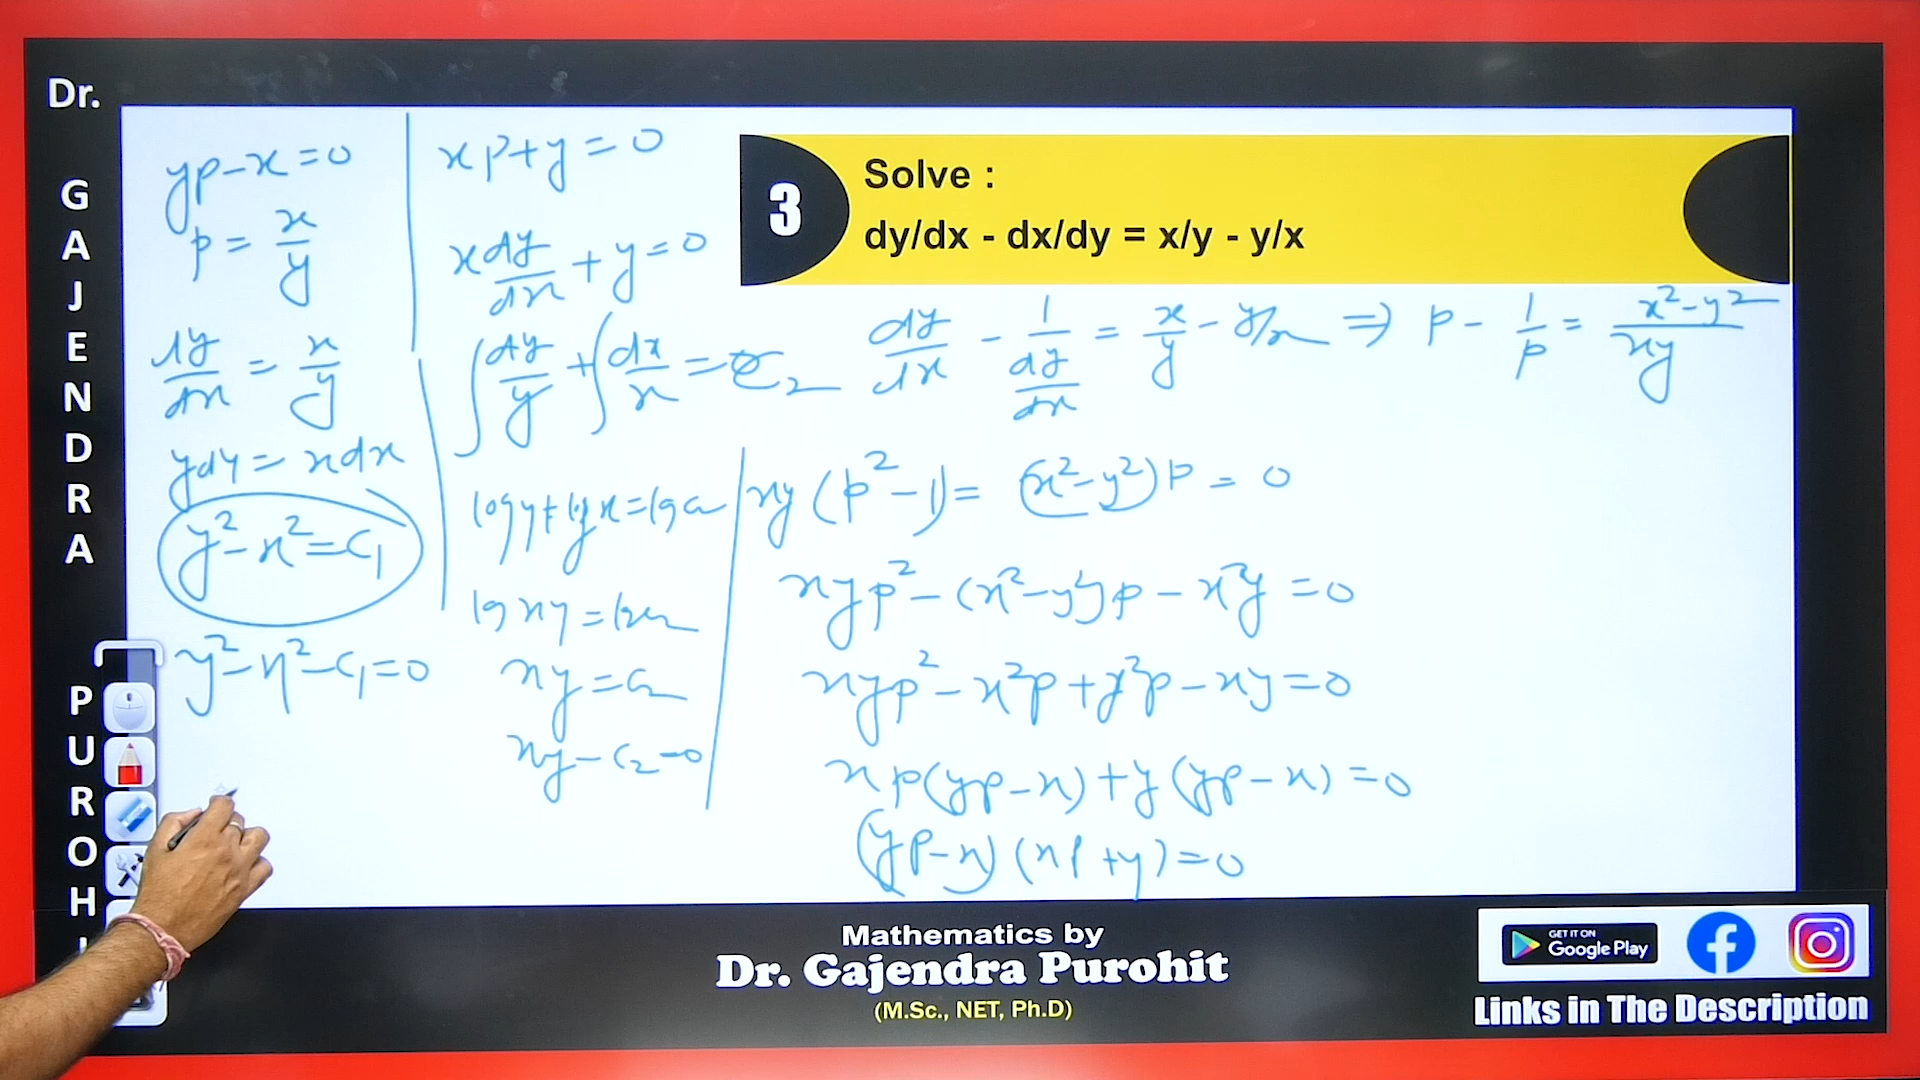 Dr.
GAJENDRA
PUROHI
3
Solve :
dy/dx - dx/dy = x/y - y/x
dy/dx - 1/(dy/dx) = x/y - y/x ⇒ p - 1/p = (x²-y²)/xy
xy(p²-1) = (x²-y²)p = 0
xyp² - (x²-y²)p - x²y = 0
xyp² - x²p + y²p - xy = 0
xp(yp-x) + y(yp-x) = 0
(yp-x)(xp+y) = 0
yp-x = 0
p = x/y
dy/dx = x/y
ydy = xdx
y²-x² = c₁
y²-x²-c₁ = 0
xp+y = 0
x dy/dx + y = 0
∫dy/y + ∫dx/x = c₂
log y + log x = log c₂
log xy = log c₂
xy = c₂
xy - c₂ = 0
Mathematics by
Dr. Gajendra Purohit
(M.Sc., NET, Ph.D)
GET IT ON
Google Play
Links in The Description